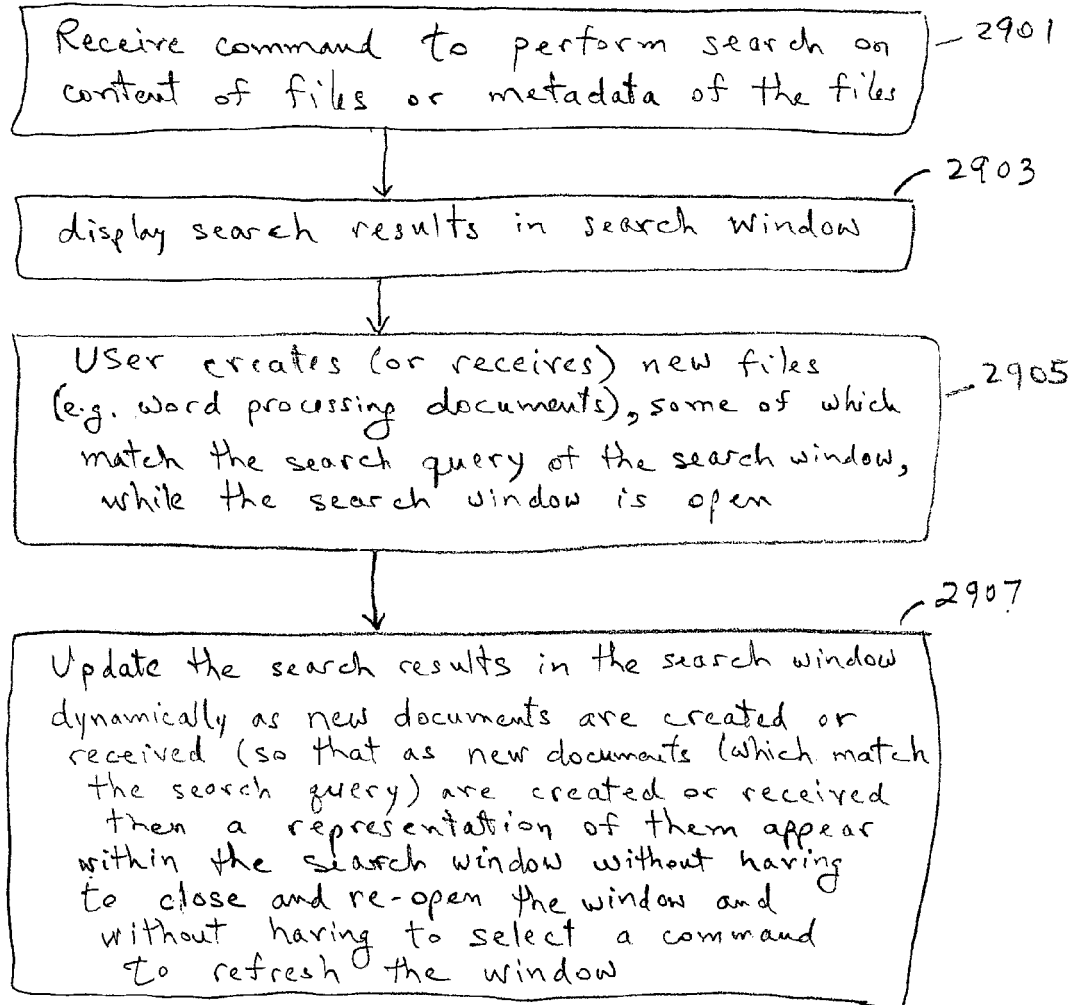 Receive command to perform search on
content of files or metadata of the files
2901
2903
display search results in search window
User creates (or receives) new files
(e.g. word processing documents), some of which
match the search query of the search window,
while the search window is open
2905
2907
Update the search results in the search window
dynamically as new documents are created or
received (so that as new documents (which match
the search query) are created or received
then a representation of them appear
within the search window without having
to close and re-open the window and
without having to select a command
to refresh the window